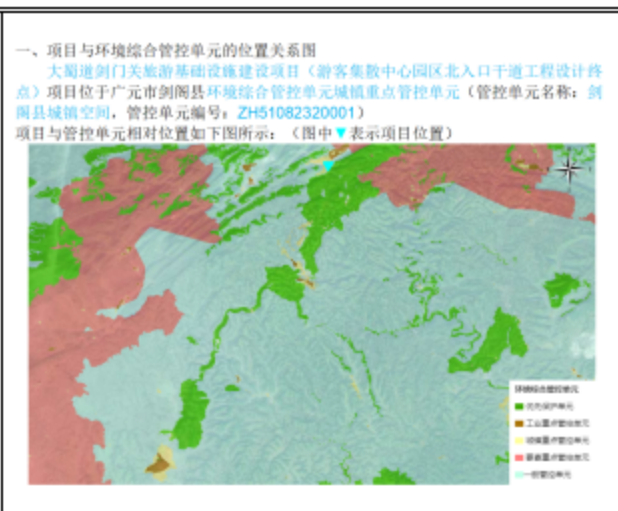 一、项目与环境综合管控单元的位置关系图
大蜀道剑门关旅游基础设施建设项目（游客集散中心园区北入口干道工程设计终
点）项目位于广元市剑阁县环境综合管控单元城镇重点管控单元（管控单元名称：剑
阁县城镇空间，管控单元编号：ZH51082320001）
项目与管控单元相对位置如下图所示：（图中▼表示项目位置）
环境综合管控单元
优先保护单元
工业重点管控单元
城镇重点管控单元
要素重点管控单元
一般管控单元